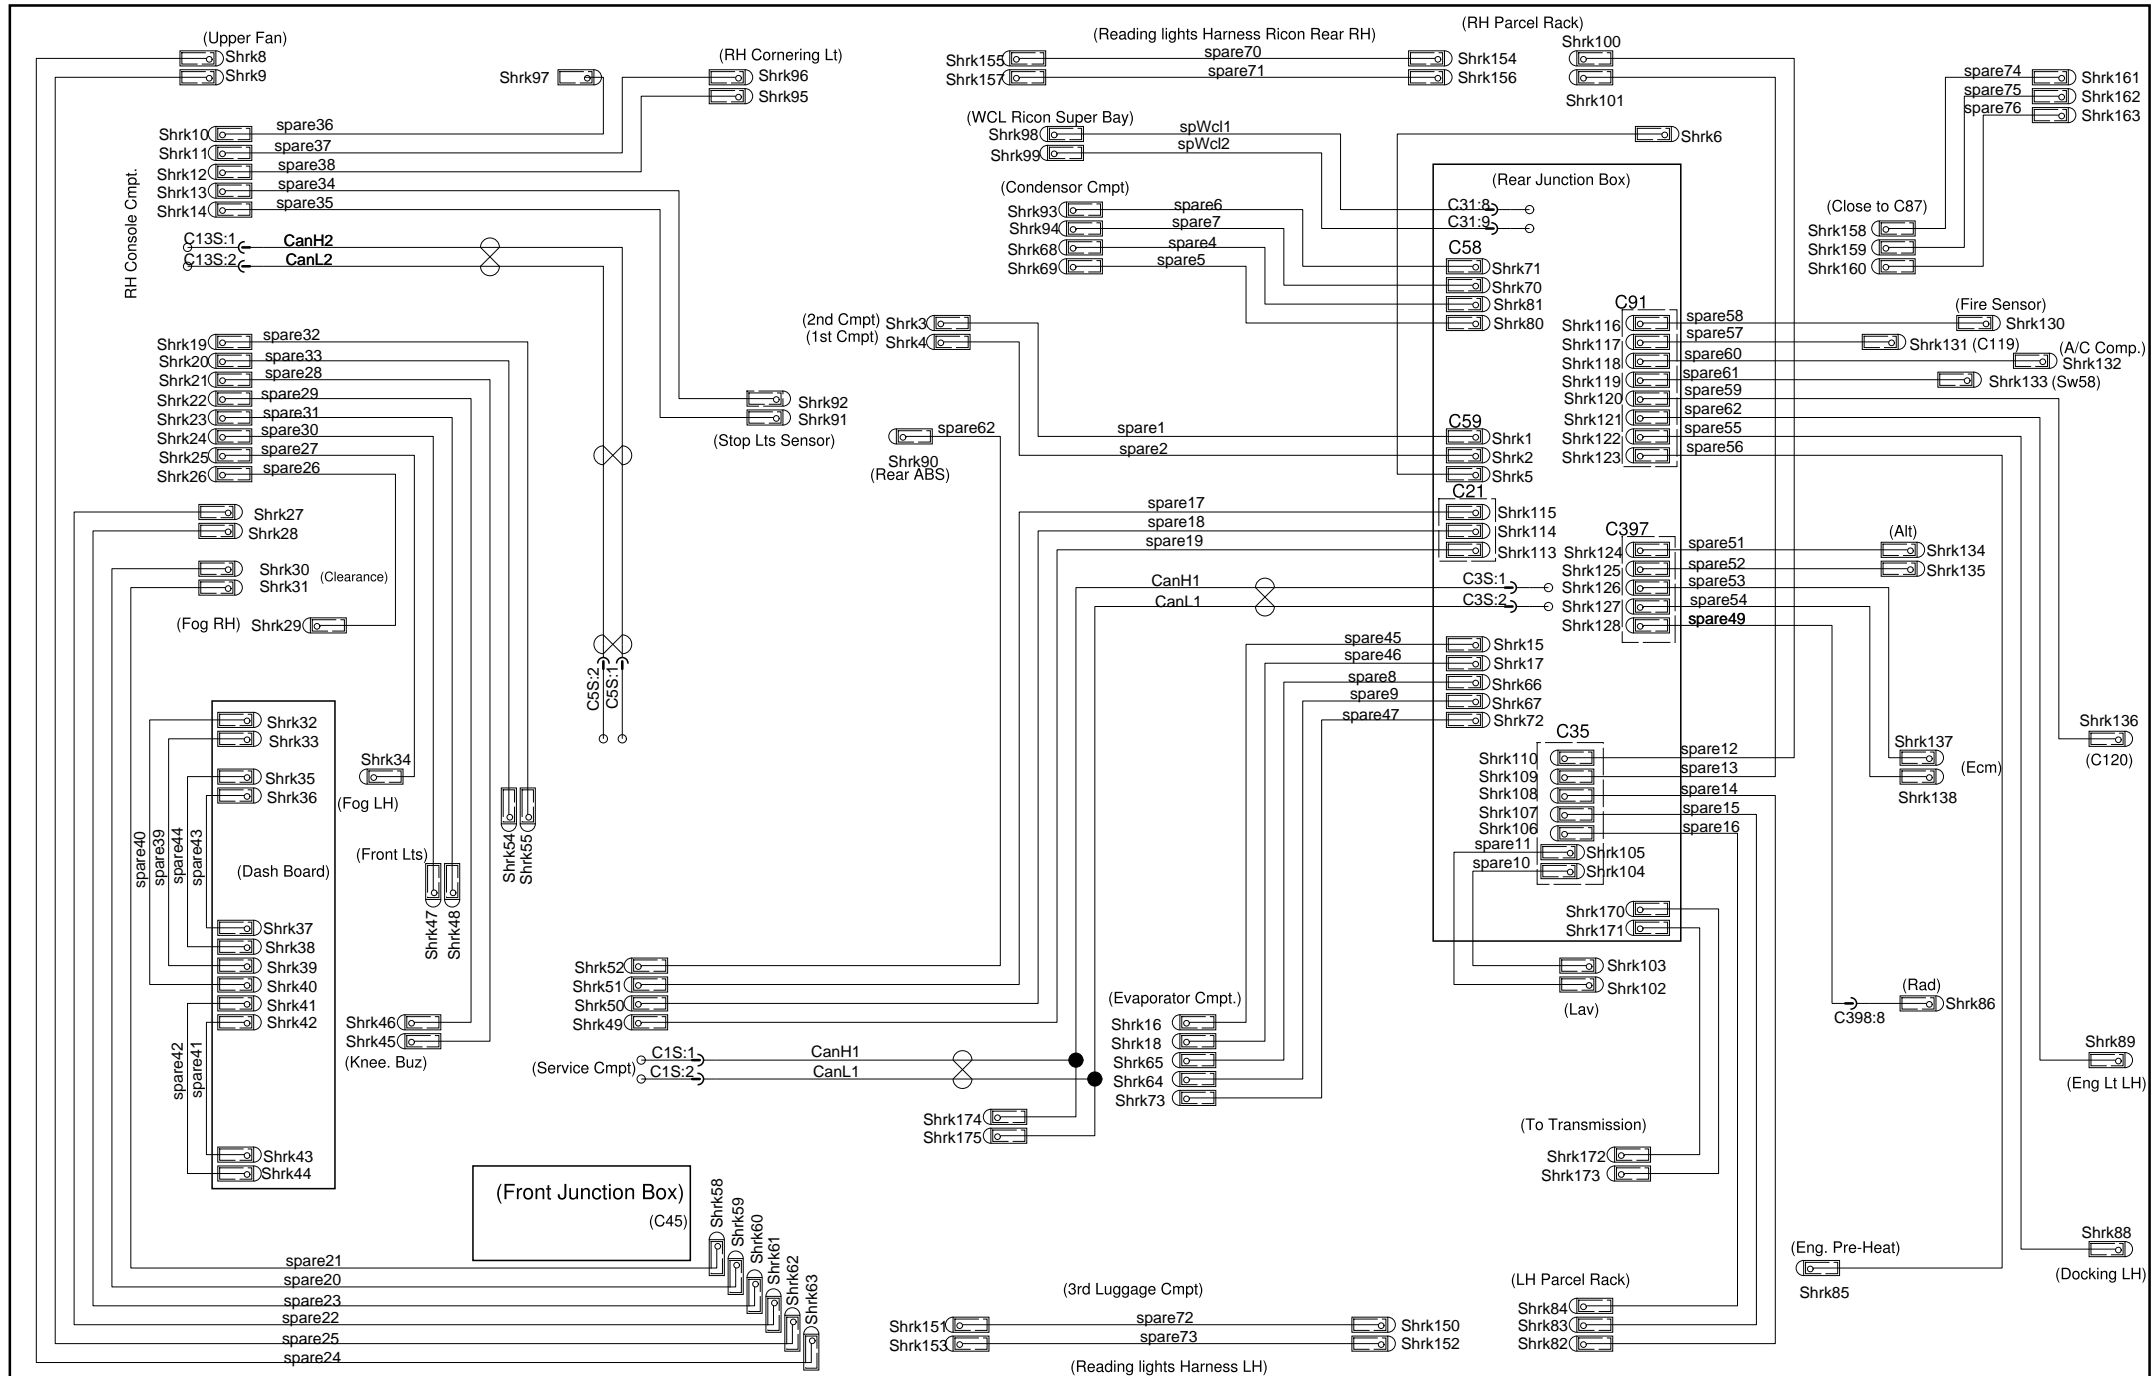 (Upper Fan)
Shrk8
Shrk9
Shrk97
(RH Cornering Lt)
Shrk96
Shrk95
RH Console Cmpt.
Shrk10 spare36
Shrk11 spare37
Shrk12 spare38
Shrk13 spare34
Shrk14 spare35
C13S:1 CanH2
C13S:2 CanL2
Shrk19 spare32
Shrk20 spare33
Shrk21 spare28
Shrk22 spare29
Shrk23 spare31
Shrk24 spare30
Shrk25 spare27
Shrk26 spare26
Shrk27
Shrk28
Shrk30
Shrk31
(Clearance)
(Fog RH) Shrk29
C5S:2
C5S:1
Shrk92
Shrk91
(Stop Lts Sensor)
Shrk32
Shrk33
Shrk35
Shrk36
spare40
spare39
spare44
spare43
(Dash Board)
Shrk37
Shrk38
Shrk39
Shrk40
Shrk41
Shrk42
spare42
spare41
Shrk43
Shrk44
Shrk34
(Fog LH)
(Front Lts)
Shrk47
Shrk48
Shrk54
Shrk55
Shrk46
Shrk45
(Knee. Buz)
(Front Junction Box)
(C45)
Shrk58
Shrk59
Shrk60
Shrk61
Shrk62
Shrk63
spare21
spare20
spare23
spare22
spare25
spare24
(Reading lights Harness Ricon Rear RH)
Shrk155 spare70 Shrk154
Shrk157 spare71 Shrk156
(WCL Ricon Super Bay)
Shrk98 spWcl1
Shrk99 spWcl2
(Condensor Cmpt)
Shrk93 spare6
Shrk94 spare7
Shrk68 spare4
Shrk69 spare5
(2nd Cmpt) Shrk3
(1st Cmpt) Shrk4
spare62
Shrk90
(Rear ABS)
spare1
spare2
spare17
spare18
spare19
CanH1
CanL1
spare45
spare46
spare8
spare9
spare47
Shrk52
Shrk51
Shrk50
Shrk49
(Service Cmpt)
C1S:1 CanH1
C1S:2 CanL1
Shrk174
Shrk175
(Evaporator Cmpt.)
Shrk16
Shrk18
Shrk65
Shrk64
Shrk73
(3rd Luggage Cmpt)
Shrk151 spare72 Shrk150
Shrk153 spare73 Shrk152
(Reading lights Harness LH)
(RH Parcel Rack)
Shrk100
Shrk101
Shrk6
(Rear Junction Box)
C31:8
C31:9
C58
Shrk71
Shrk70
Shrk81
Shrk80
C59
Shrk1
Shrk2
Shrk5
C21
Shrk115
Shrk114
Shrk113
C3S:1
C3S:2
Shrk15
Shrk17
Shrk66
Shrk67
Shrk72
C91
Shrk116 spare58
Shrk117 spare57
Shrk118 spare60
Shrk119 spare61
Shrk120 spare59
Shrk121 spare62
Shrk122 spare55
Shrk123 spare56
C397
Shrk124 spare51
Shrk125 spare52
Shrk126 spare53
Shrk127 spare54
Shrk128 spare49
C35
Shrk110 spare12
Shrk109 spare13
Shrk108 spare14
Shrk107 spare15
Shrk106 spare16
spare11 Shrk105
spare10 Shrk104
Shrk170
Shrk171
Shrk103
Shrk102
(Lav)
(To Transmission)
Shrk172
Shrk173
(LH Parcel Rack)
Shrk84
Shrk83
Shrk82
spare74 Shrk161
spare75 Shrk162
spare76 Shrk163
(Close to C87)
Shrk158
Shrk159
Shrk160
(Fire Sensor)
Shrk130
Shrk131 (C119)
(A/C Comp.)
Shrk132
Shrk133 (Sw58)
(Alt)
Shrk134
Shrk135
Shrk136
(C120)
Shrk137
(Ecm)
Shrk138
(Rad)
Shrk86
C398:8
Shrk89
(Eng Lt LH)
Shrk88
(Docking LH)
(Eng. Pre-Heat)
Shrk85